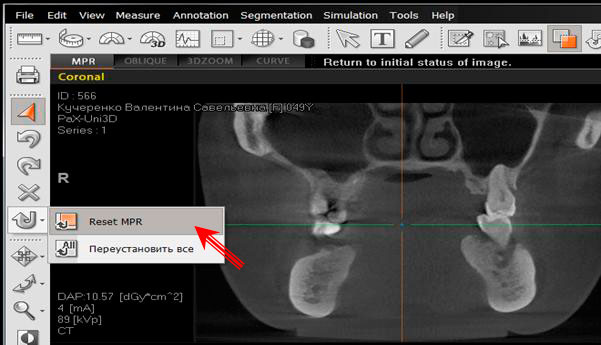 File Edit View Measure Annotation Segmentation Simulation Tools Help
3D T
MPR OBLIQUE 3DZOOM CURVE Return to initial status of image.
Coronal
ID : 566
Кучеренко Валентина Савельевна [F] 049Y
PaX-Uni3D
Series : 1
R
Reset MPR
All Переустановить все
DAP:10.57 [dGy*cm^2]
4 [mA]
89 [kVp]
CT